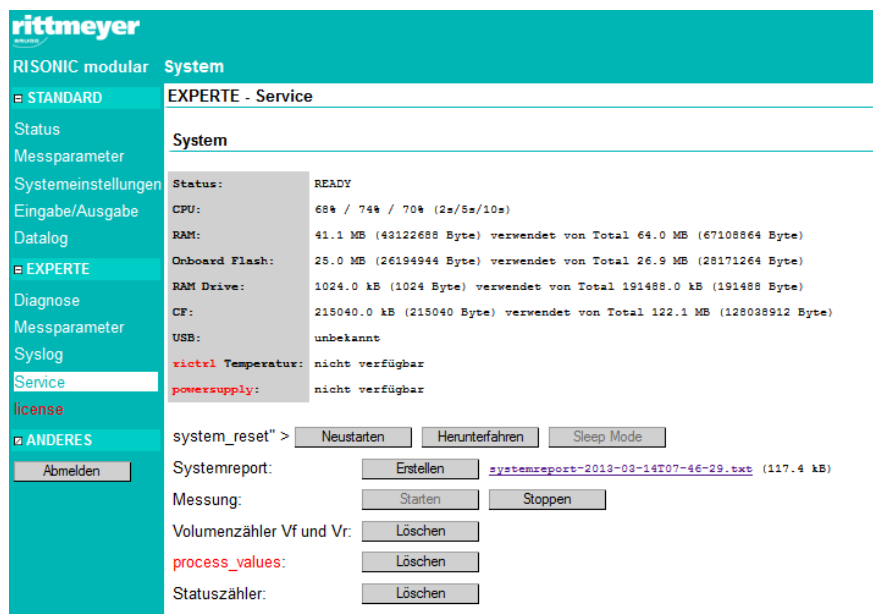 rittmeyer
BRUGG
RISONIC modular System
STANDARD
Status
Messparameter
Systemeinstellungen
Eingabe/Ausgabe
Datalog
EXPERTE
Diagnose
Messparameter
Syslog
Service
license
ANDERES
Abmelden
EXPERTE - Service
System
Status: READY
CPU: 68% / 74% / 70% (2s/5s/10s)
RAM: 41.1 MB (43122688 Byte) verwendet von Total 64.0 MB (67108864 Byte)
Onboard Flash: 25.0 MB (26194944 Byte) verwendet von Total 26.9 MB (28171264 Byte)
RAM Drive: 1024.0 kB (1024 Byte) verwendet von Total 191488.0 kB (191488 Byte)
CF: 215040.0 kB (215040 Byte) verwendet von Total 122.1 MB (128038912 Byte)
USB: unbekannt
rictrl Temperatur: nicht verfügbar
powersupply: nicht verfügbar
system_reset" > Neustarten Herunterfahren Sleep Mode
Systemreport: Erstellen systemreport-2013-03-14T07-46-29.txt (117.4 kB)
Messung: Starten Stoppen
Volumenzähler Vf und Vr: Löschen
process_values: Löschen
Statuszähler: Löschen